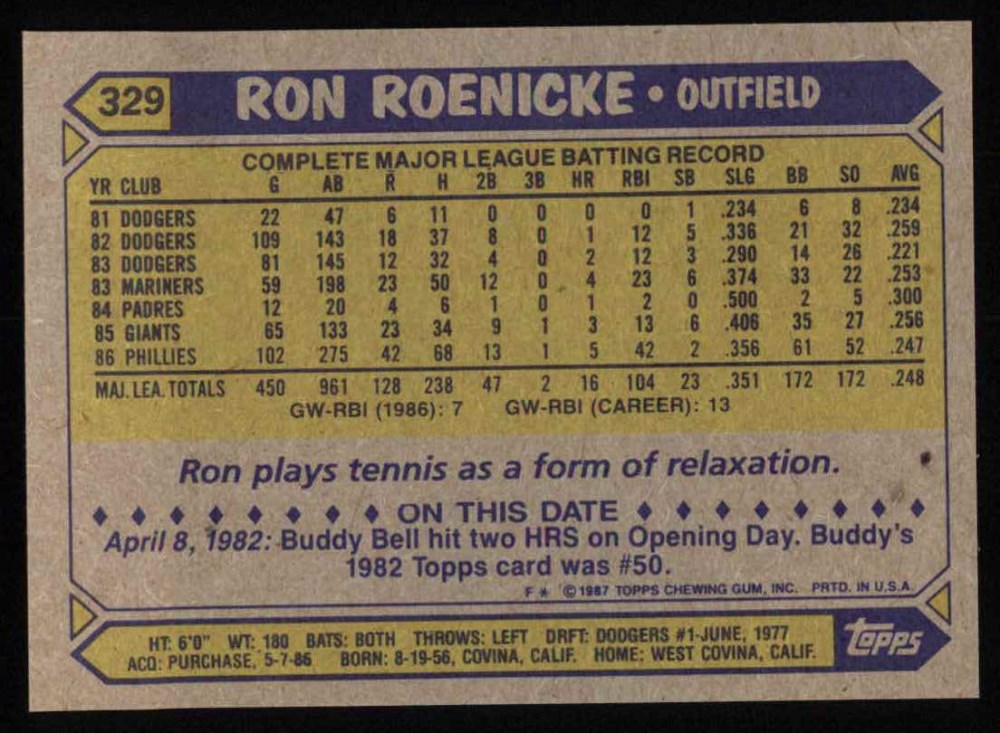 329 RON ROENICKE • OUTFIELD
COMPLETE MAJOR LEAGUE BATTING RECORD
YR CLUB G AB R H 2B 3B HR RBI SB SLG BB SO AVG
81 DODGERS 22 47 6 11 0 0 0 0 1 .234 6 8 .234
82 DODGERS 109 143 18 37 8 0 1 12 5 .336 21 32 .259
83 DODGERS 81 145 12 32 4 0 2 12 3 .290 14 26 .221
83 MARINERS 59 198 23 50 12 0 4 23 6 .374 33 22 .253
84 PADRES 12 20 4 6 1 0 1 2 0 .500 2 5 .300
85 GIANTS 65 133 23 34 9 1 3 13 6 .406 35 27 .256
86 PHILLIES 102 275 42 68 13 1 5 42 2 .356 61 52 .247
MAJ. LEA. TOTALS 450 961 128 238 47 2 16 104 23 .351 172 172 .248
GW-RBI (1986): 7 GW-RBI (CAREER): 13
Ron plays tennis as a form of relaxation.
♦ ♦ ♦ ♦ ♦ ♦ ♦ ♦ ON THIS DATE ♦ ♦ ♦ ♦ ♦ ♦ ♦ ♦
April 8, 1982: Buddy Bell hit two HRS on Opening Day. Buddy's
1982 Topps card was #50.
F * © 1987 TOPPS CHEWING GUM, INC. PRTD. IN U.S.A.
HT: 6'0" WT: 180 BATS: BOTH THROWS: LEFT DRFT: DODGERS #1-JUNE, 1977
ACQ: PURCHASE, 5-7-86 BORN: 8-19-56, COVINA, CALIF. HOME: WEST COVINA, CALIF.
topps